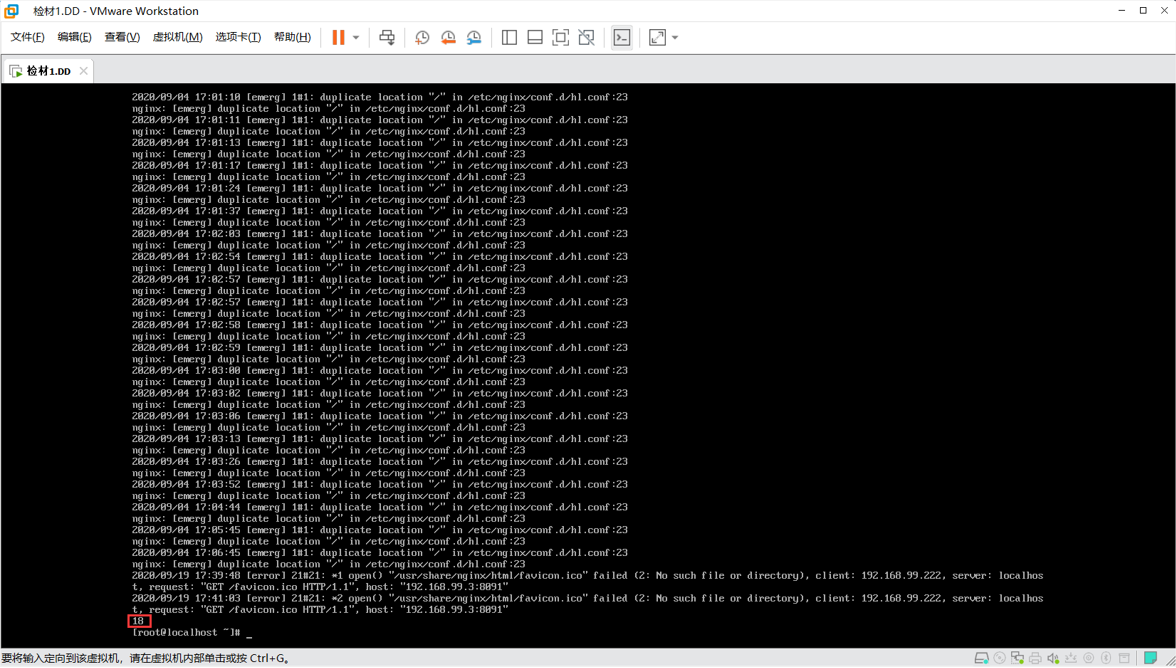 检材1.DD - VMware Workstation
文件(F) 编辑(E) 查看(V) 虚拟机(M) 选项卡(T) 帮助(H)
检材1.DD
2020/09/04 17:01:10 [emerg] 1#1: duplicate location "/" in /etc/nginx/conf.d/hl.conf:23
nginx: [emerg] duplicate location "/" in /etc/nginx/conf.d/hl.conf:23
2020/09/04 17:01:11 [emerg] 1#1: duplicate location "/" in /etc/nginx/conf.d/hl.conf:23
nginx: [emerg] duplicate location "/" in /etc/nginx/conf.d/hl.conf:23
2020/09/04 17:01:13 [emerg] 1#1: duplicate location "/" in /etc/nginx/conf.d/hl.conf:23
nginx: [emerg] duplicate location "/" in /etc/nginx/conf.d/hl.conf:23
2020/09/04 17:01:17 [emerg] 1#1: duplicate location "/" in /etc/nginx/conf.d/hl.conf:23
nginx: [emerg] duplicate location "/" in /etc/nginx/conf.d/hl.conf:23
2020/09/04 17:01:24 [emerg] 1#1: duplicate location "/" in /etc/nginx/conf.d/hl.conf:23
nginx: [emerg] duplicate location "/" in /etc/nginx/conf.d/hl.conf:23
2020/09/04 17:01:37 [emerg] 1#1: duplicate location "/" in /etc/nginx/conf.d/hl.conf:23
nginx: [emerg] duplicate location "/" in /etc/nginx/conf.d/hl.conf:23
2020/09/04 17:02:03 [emerg] 1#1: duplicate location "/" in /etc/nginx/conf.d/hl.conf:23
nginx: [emerg] duplicate location "/" in /etc/nginx/conf.d/hl.conf:23
2020/09/04 17:02:54 [emerg] 1#1: duplicate location "/" in /etc/nginx/conf.d/hl.conf:23
nginx: [emerg] duplicate location "/" in /etc/nginx/conf.d/hl.conf:23
2020/09/04 17:02:57 [emerg] 1#1: duplicate location "/" in /etc/nginx/conf.d/hl.conf:23
nginx: [emerg] duplicate location "/" in /etc/nginx/conf.d/hl.conf:23
2020/09/04 17:02:57 [emerg] 1#1: duplicate location "/" in /etc/nginx/conf.d/hl.conf:23
nginx: [emerg] duplicate location "/" in /etc/nginx/conf.d/hl.conf:23
2020/09/04 17:02:58 [emerg] 1#1: duplicate location "/" in /etc/nginx/conf.d/hl.conf:23
nginx: [emerg] duplicate location "/" in /etc/nginx/conf.d/hl.conf:23
2020/09/04 17:02:59 [emerg] 1#1: duplicate location "/" in /etc/nginx/conf.d/hl.conf:23
nginx: [emerg] duplicate location "/" in /etc/nginx/conf.d/hl.conf:23
2020/09/04 17:03:00 [emerg] 1#1: duplicate location "/" in /etc/nginx/conf.d/hl.conf:23
nginx: [emerg] duplicate location "/" in /etc/nginx/conf.d/hl.conf:23
2020/09/04 17:03:02 [emerg] 1#1: duplicate location "/" in /etc/nginx/conf.d/hl.conf:23
nginx: [emerg] duplicate location "/" in /etc/nginx/conf.d/hl.conf:23
2020/09/04 17:03:06 [emerg] 1#1: duplicate location "/" in /etc/nginx/conf.d/hl.conf:23
nginx: [emerg] duplicate location "/" in /etc/nginx/conf.d/hl.conf:23
2020/09/04 17:03:13 [emerg] 1#1: duplicate location "/" in /etc/nginx/conf.d/hl.conf:23
nginx: [emerg] duplicate location "/" in /etc/nginx/conf.d/hl.conf:23
2020/09/04 17:03:26 [emerg] 1#1: duplicate location "/" in /etc/nginx/conf.d/hl.conf:23
nginx: [emerg] duplicate location "/" in /etc/nginx/conf.d/hl.conf:23
2020/09/04 17:03:52 [emerg] 1#1: duplicate location "/" in /etc/nginx/conf.d/hl.conf:23
nginx: [emerg] duplicate location "/" in /etc/nginx/conf.d/hl.conf:23
2020/09/04 17:04:44 [emerg] 1#1: duplicate location "/" in /etc/nginx/conf.d/hl.conf:23
nginx: [emerg] duplicate location "/" in /etc/nginx/conf.d/hl.conf:23
2020/09/04 17:05:45 [emerg] 1#1: duplicate location "/" in /etc/nginx/conf.d/hl.conf:23
nginx: [emerg] duplicate location "/" in /etc/nginx/conf.d/hl.conf:23
2020/09/04 17:06:45 [emerg] 1#1: duplicate location "/" in /etc/nginx/conf.d/hl.conf:23
nginx: [emerg] duplicate location "/" in /etc/nginx/conf.d/hl.conf:23
2020/09/19 17:39:48 [error] 21#21: *1 open() "/usr/share/nginx/html/favicon.ico" failed (2: No such file or directory), client: 192.168.99.222, server: localhos
t, request: "GET /favicon.ico HTTP/1.1", host: "192.168.99.3:8091"
2020/09/19 17:41:03 [error] 21#21: *2 open() "/usr/share/nginx/html/favicon.ico" failed (2: No such file or directory), client: 192.168.99.222, server: localhos
t, request: "GET /favicon.ico HTTP/1.1", host: "192.168.99.3:8091"
18
[root@localhost ~]# _
要将输入定向到该虚拟机，请在虚拟机内部单击或按 Ctrl+G。